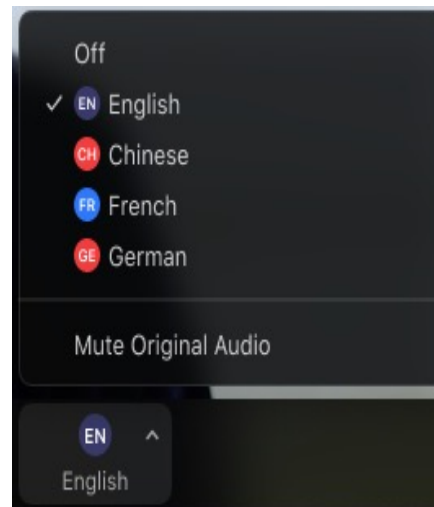 Off
EN English
CH Chinese
FR French
GE German
Mute Original Audio
EN
English